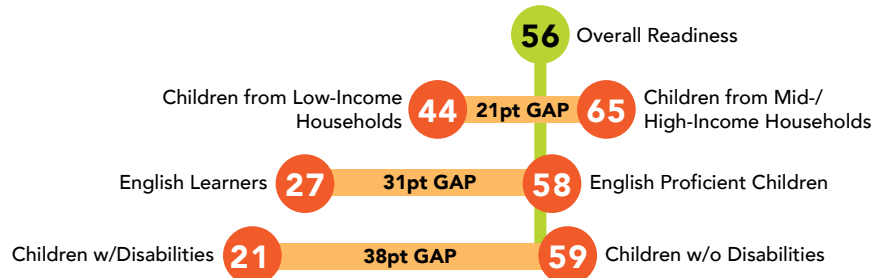 56 Overall Readiness
Children from Low-Income
Households
44 21pt GAP 65
Children from Mid-/
High-Income Households
English Learners 27 31pt GAP 58 English Proficient Children
Children w/Disabilities 21 38pt GAP 59 Children w/o Disabilities